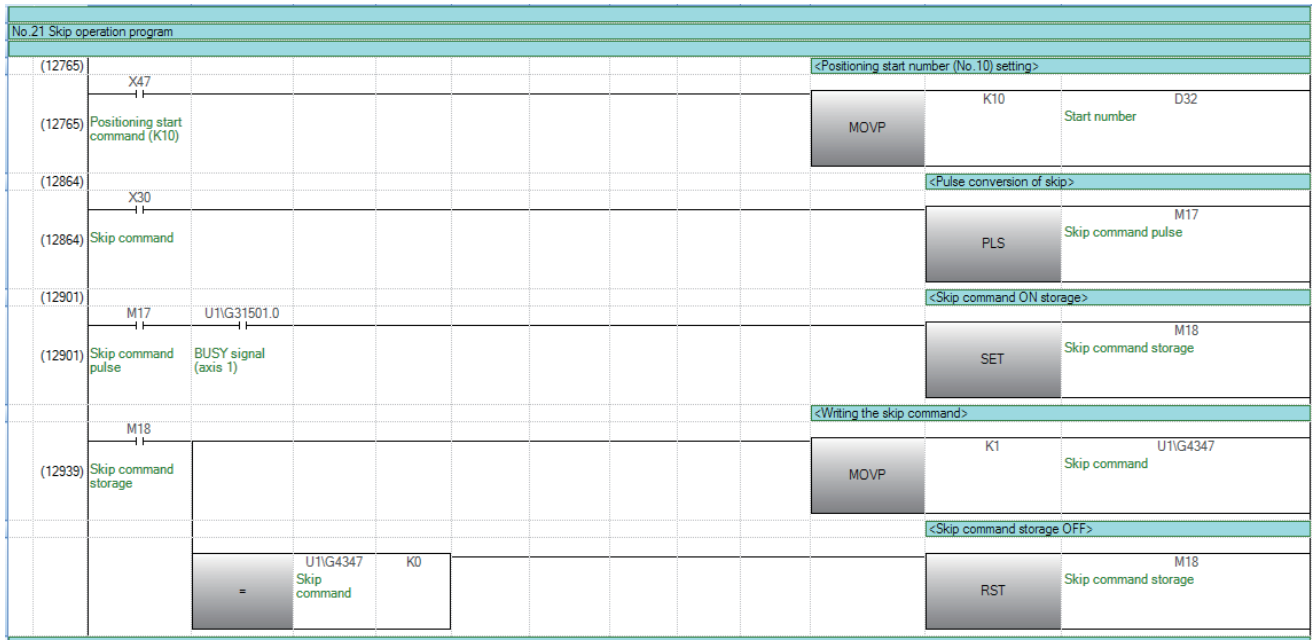 No.21 Skip operation program
(12765)
<Positioning start number (No.10) setting>
X47
K10
D32
(12765)
Positioning start
command (K10)
MOVP
Start number
(12864)
<Pulse conversion of skip>
X30
M17
(12864)
Skip command
PLS
Skip command pulse
(12901)
<Skip command ON storage>
M17
U1\G31501.0
M18
(12901)
Skip command
pulse
BUSY signal
(axis 1)
SET
Skip command storage
<Writing the skip command>
M18
K1
U1\G4347
(12939)
Skip command
storage
MOVP
Skip command
<Skip command storage OFF>
=
U1\G4347
K0
Skip
command
RST
M18
Skip command storage